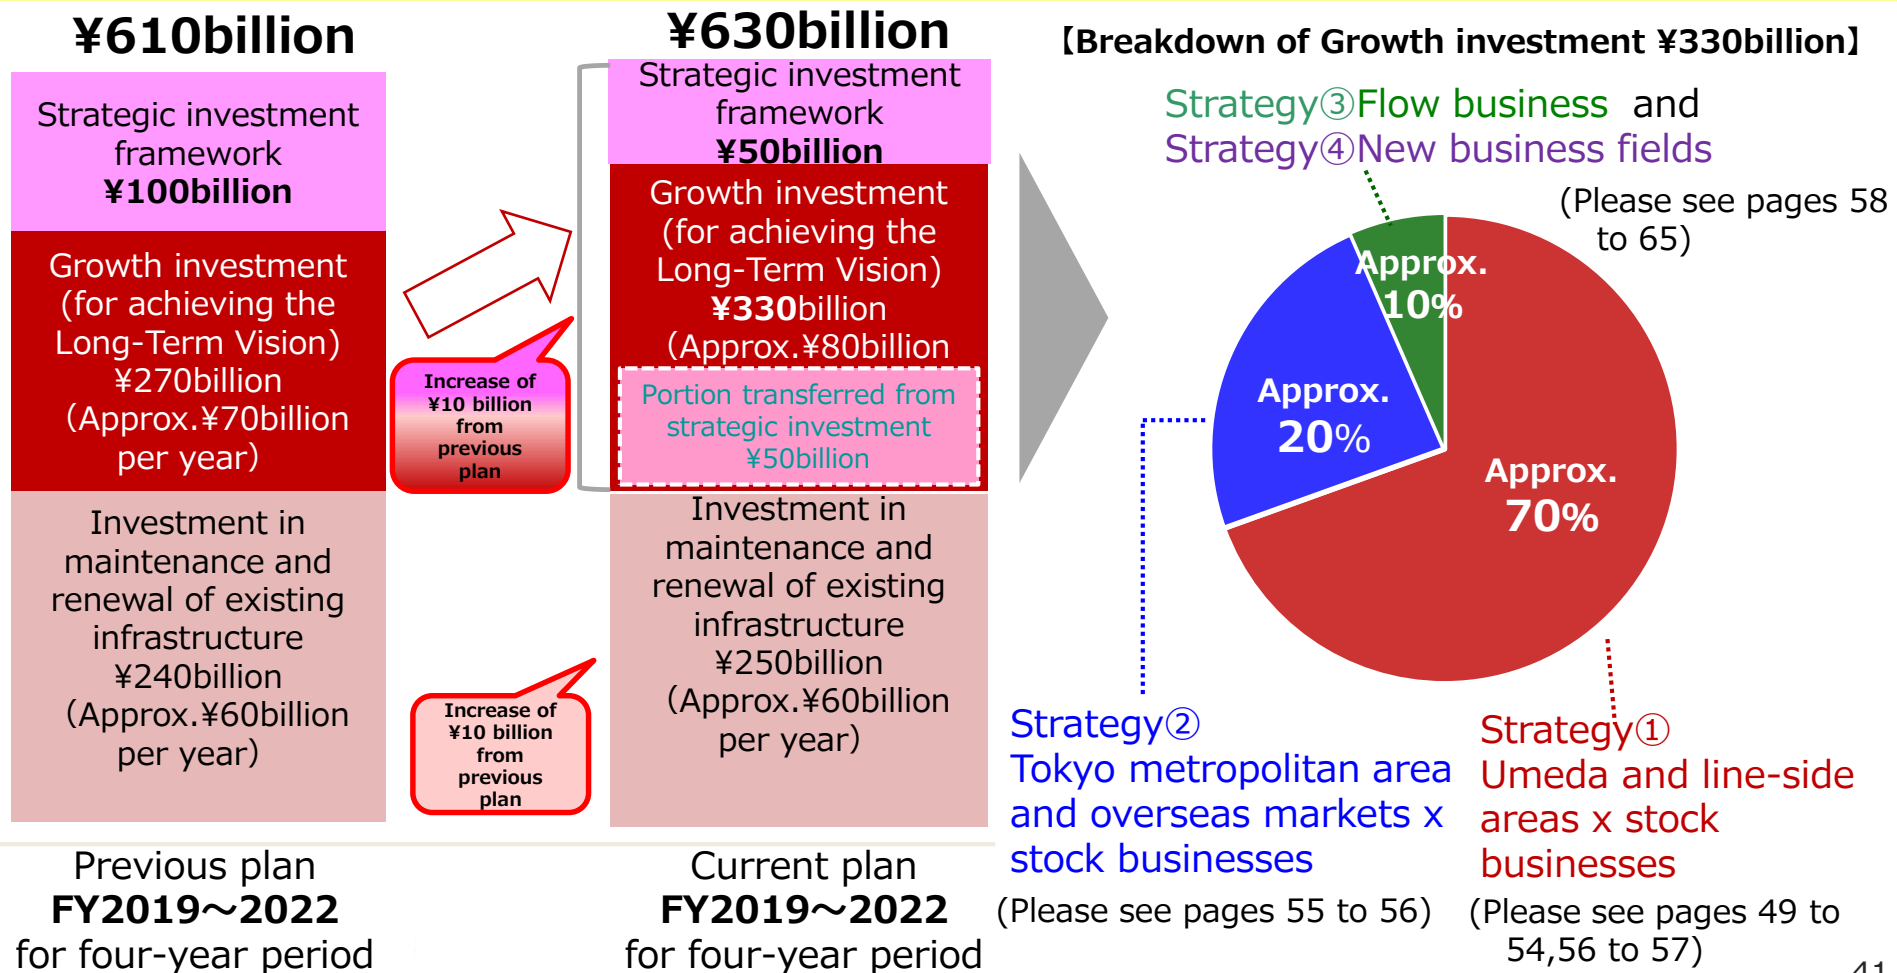 ¥610billion
Strategic investment
framework
¥100billion
Growth investment
(for achieving the
Long-Term Vision)
¥270billion
(Approx.¥70billion
per year)
Investment in
maintenance and
renewal of existing
infrastructure
¥240billion
(Approx.¥60billion
per year)
Previous plan
FY2019～2022
for four-year period
Increase of
¥10 billion
from
previous
plan
Increase of
¥10 billion
from
previous
plan
¥630billion
Strategic investment
framework
¥50billion
Growth investment
(for achieving the
Long-Term Vision)
¥330billion
(Approx.¥80billion
Portion transferred from
strategic investment
¥50billion
Investment in
maintenance and
renewal of existing
infrastructure
¥250billion
(Approx.¥60billion
per year)
Current plan
FY2019～2022
for four-year period
【Breakdown of Growth investment ¥330billion】
Strategy③Flow business and
Strategy④New business fields
(Please see pages 58
to 65)
Approx.
10%
Approx.
20%
Approx.
70%
Strategy②
Tokyo metropolitan area
and overseas markets x
stock businesses
(Please see pages 55 to 56)
Strategy①
Umeda and line-side
areas x stock
businesses
(Please see pages 49 to
54,56 to 57)
41